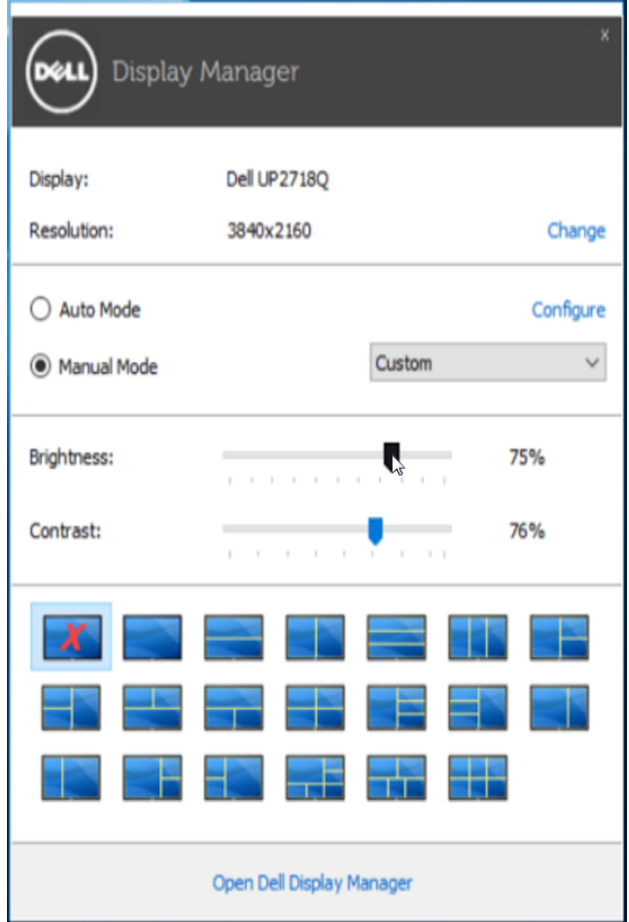 DELL Display Manager x
Display: Dell UP2718Q
Resolution: 3840x2160 Change
Auto Mode Configure
Manual Mode Custom
Brightness: 75%
Contrast: 76%
Open Dell Display Manager